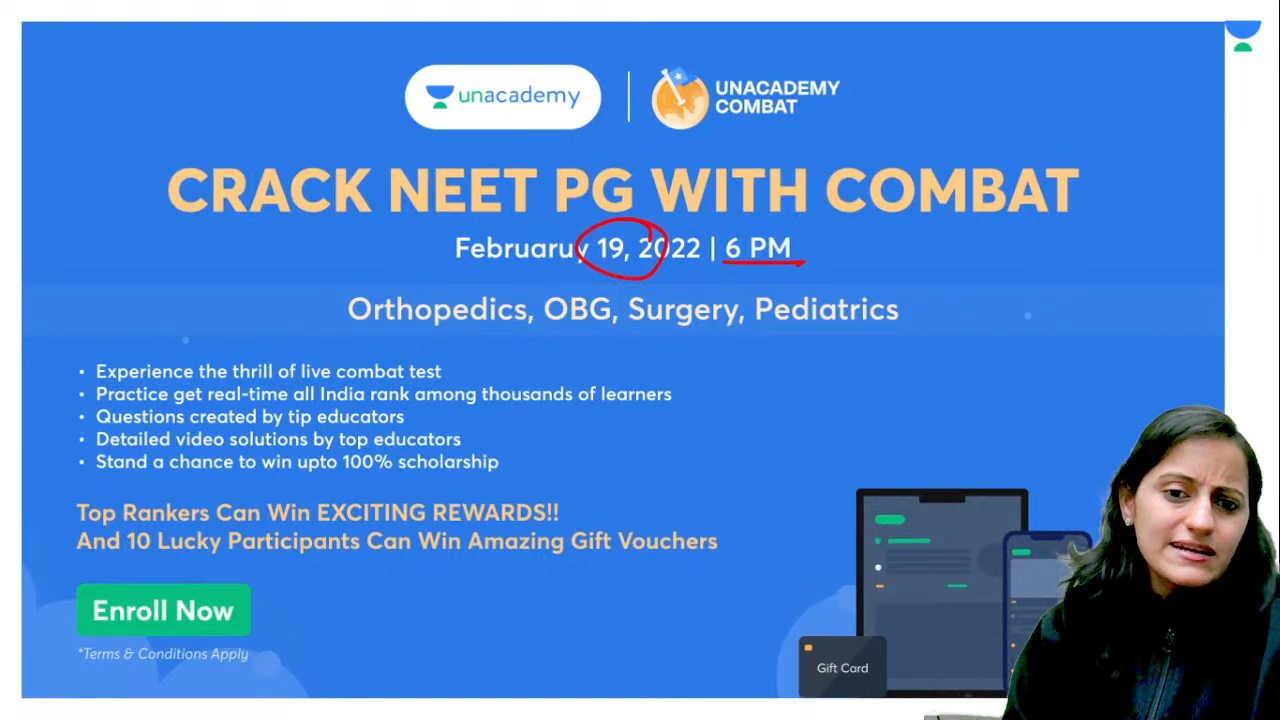 unacademy
UNACADEMY
COMBAT
CRACK NEET PG WITH COMBAT
Februaruy 19, 2022 | 6 PM
Orthopedics, OBG, Surgery, Pediatrics
• Experience the thrill of live combat test
• Practice get real-time all India rank among thousands of learners
• Questions created by tip educators
• Detailed video solutions by top educators
• Stand a chance to win upto 100% scholarship
Top Rankers Can Win EXCITING REWARDS!!
And 10 Lucky Participants Can Win Amazing Gift Vouchers
Enroll Now
*Terms & Conditions Apply
Gift Card